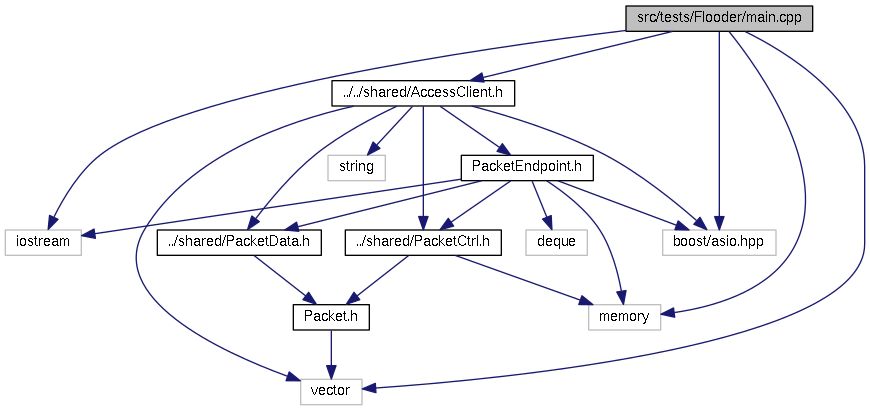 src/tests/Flooder/main.cpp
../../shared/AccessClient.h
string
PacketEndpoint.h
iostream
../shared/PacketData.h
../shared/PacketCtrl.h
deque
boost/asio.hpp
Packet.h
memory
vector